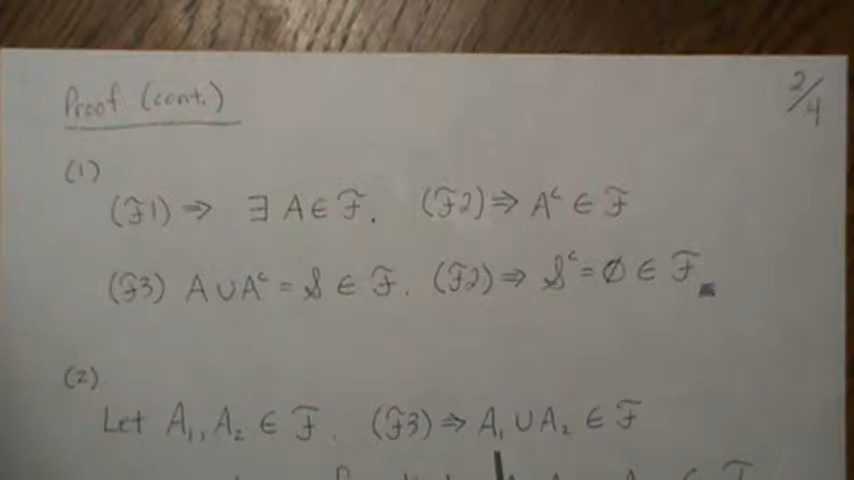 Proof (cont.)
2/4
(1)
(ℱ1) ⇒ ∃ A ∈ ℱ. (ℱ2) ⇒ Aᶜ ∈ ℱ
(ℱ3) A ∪ Aᶜ = 𝒮 ∈ ℱ. (ℱ2) ⇒ 𝒮ᶜ = ∅ ∈ ℱ ■
(2)
Let A₁, A₂ ∈ ℱ. (ℱ3) ⇒ A₁ ∪ A₂ ∈ ℱ